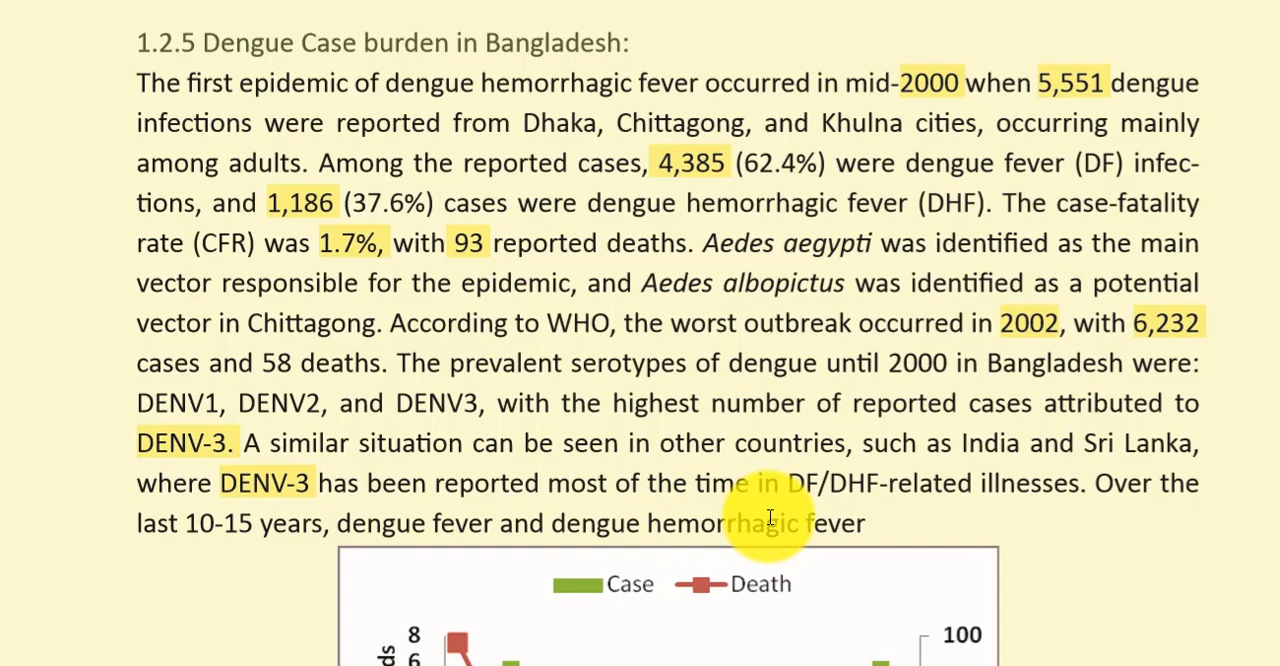 1.2.5 Dengue Case burden in Bangladesh:
The first epidemic of dengue hemorrhagic fever occurred in mid-2000 when 5,551 dengue
infections were reported from Dhaka, Chittagong, and Khulna cities, occurring mainly
among adults. Among the reported cases, 4,385 (62.4%) were dengue fever (DF) infec-
tions, and 1,186 (37.6%) cases were dengue hemorrhagic fever (DHF). The case-fatality
rate (CFR) was 1.7%, with 93 reported deaths. Aedes aegypti was identified as the main
vector responsible for the epidemic, and Aedes albopictus was identified as a potential
vector in Chittagong. According to WHO, the worst outbreak occurred in 2002, with 6,232
cases and 58 deaths. The prevalent serotypes of dengue until 2000 in Bangladesh were:
DENV1, DENV2, and DENV3, with the highest number of reported cases attributed to
DENV-3. A similar situation can be seen in other countries, such as India and Sri Lanka,
where DENV-3 has been reported most of the time in DF/DHF-related illnesses. Over the
last 10-15 years, dengue fever and dengue hemorrhagic fever
Case Death
8 100
6